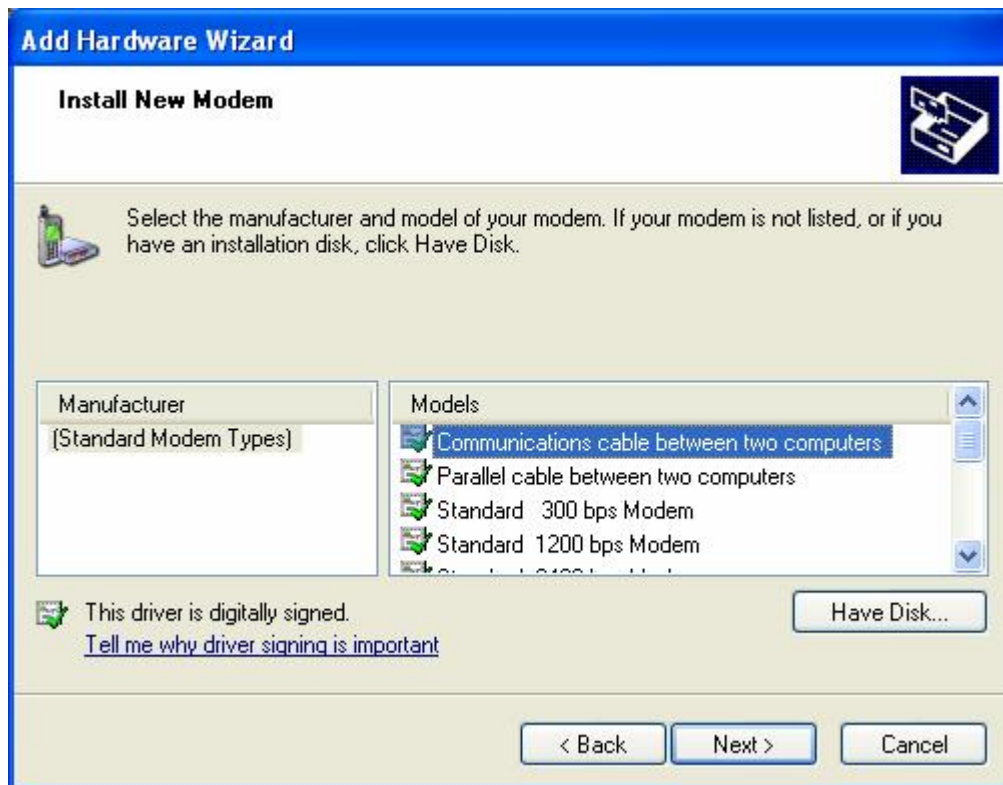 Add Hardware Wizard
Install New Modem
Select the manufacturer and model of your modem. If your modem is not listed, or if you
have an installation disk, click Have Disk.
Manufacturer
(Standard Modem Types)
Models
Communications cable between two computers
Parallel cable between two computers
Standard 300 bps Modem
Standard 1200 bps Modem
This driver is digitally signed.
Tell me why driver signing is important
Have Disk...
< Back
Next >
Cancel